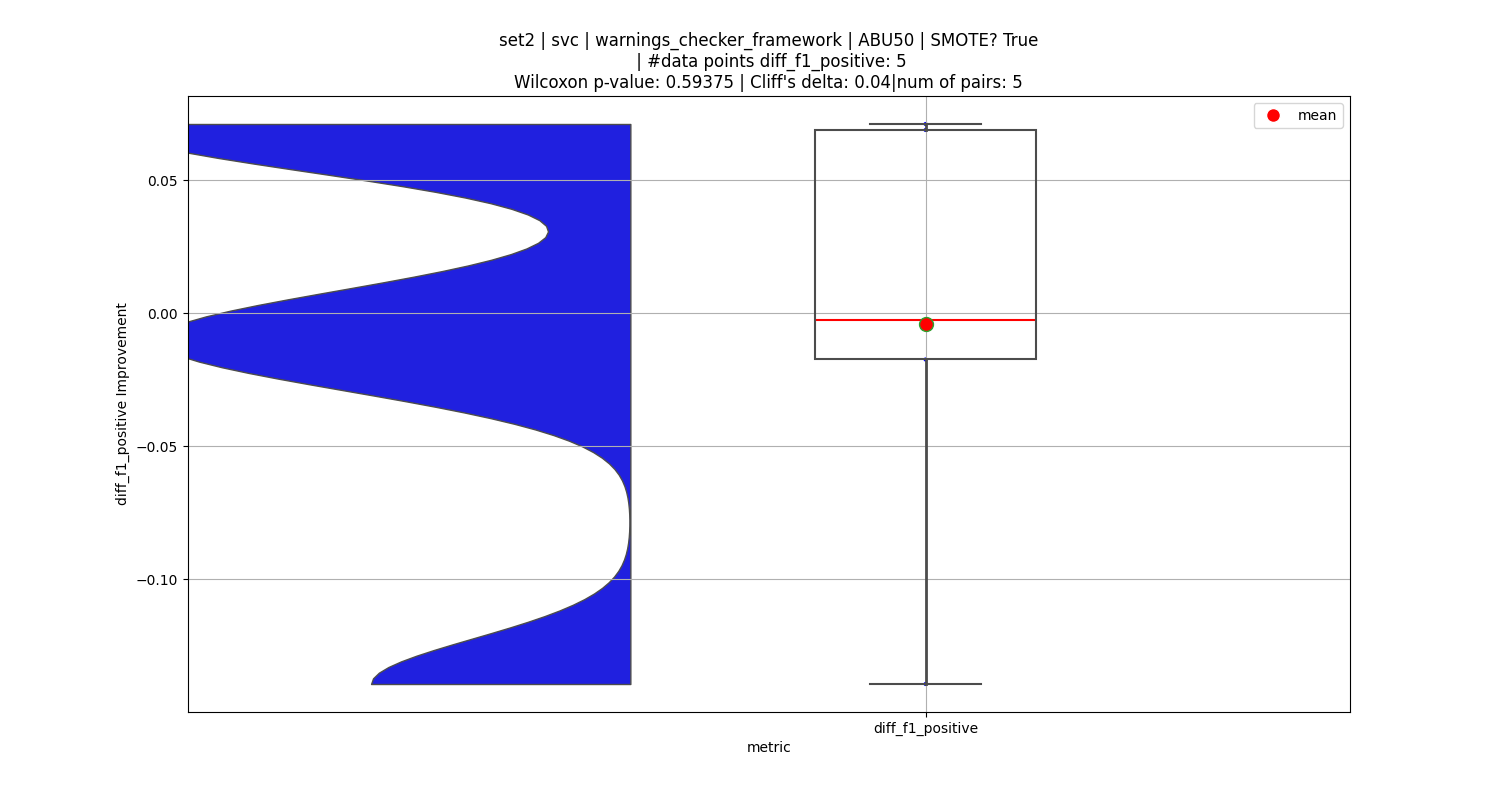 set2 | svc | warnings_checker_framework | ABU50 | SMOTE? True
| #data points diff_f1_positive: 5
Wilcoxon p-value: 0.59375 | Cliff's delta: 0.04|num of pairs: 5
mean
0.05
0.00
−0.05
−0.10
diff_f1_positive Improvement
diff_f1_positive
metric